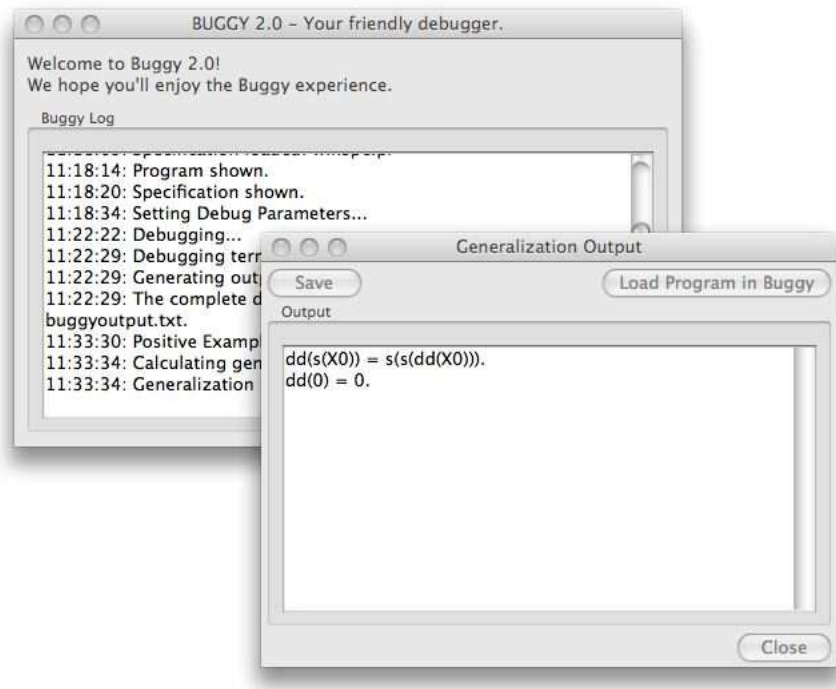 BUGGY 2.0 – Your friendly debugger.
Welcome to Buggy 2.0!
We hope you'll enjoy the Buggy experience.
Buggy Log
11:18:14: Program shown.
11:18:20: Specification shown.
11:18:34: Setting Debug Parameters...
11:22:22: Debugging...
11:22:29: Debugging
11:22:29: Generating
11:22:29: The complete
buggyoutput.txt.
11:33:30: Positive
11:33:34: Calculating
11:33:34: Generalization
Generalization Output
Save
Load Program in Buggy
Output
dd(s(X0)) = s(s(dd(X0))).
dd(0) = 0.
Close